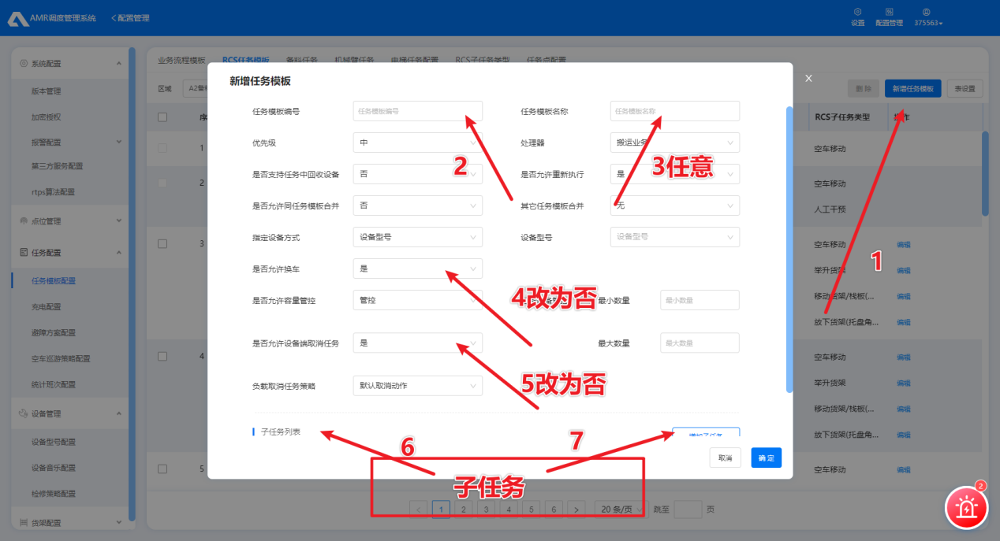 AMR调度管理系统 く配置管理
设置 配置管理 375563
系统配置
版本管理
加密授权
报警配置
第三方服务配置
rtps算法配置
点位管理
任务配置
任务模板配置
充电配置
避障方案配置
空车巡游策略配置
统计班次配置
设备管理
设备型号配置
设备音乐配置
检修策略配置
货架配置
业务流程模板 RCS任务模板 备料任务 机械臂任务 电梯任务配置 RCS子任务类型 任务点配置
区域 A2备
删除 新增任务模板 表设置
序
1
2
3
4
5
新增任务模板
X
任务模板编号 任务模板编号 任务模板名称 任务模板名称
优先级 中 处理器 搬运业务
是否支持任务中回收设备 否 是否允许重新执行 是
是否允许同任务模板合并 否 其它任务模板合并 无
指定设备方式 设备型号 设备型号 设备型号
是否允许换车 是
是否允许容量管控 管控 最小数量 最小数量
是否允许设备端取消任务 是 最大数量 最大数量
负载取消任务策略 默认取消动作
子任务列表 增加子任务
取消 确定
2
3任意
1
4改为否
5改为否
6
7
子任务
RCS子任务类型
空车移动
空车移动
人工干预
空车移动 编辑
举升货架 编辑
移动货架/栈板(... 编辑
放下货架(托盘角... 编辑
空车移动 编辑
举升货架 编辑
移动货架/栈板(... 编辑
放下货架(托盘角... 编辑
空车移动 编辑
< 1 2 3 4 5 6 > 20 条/页 跳至 页
2